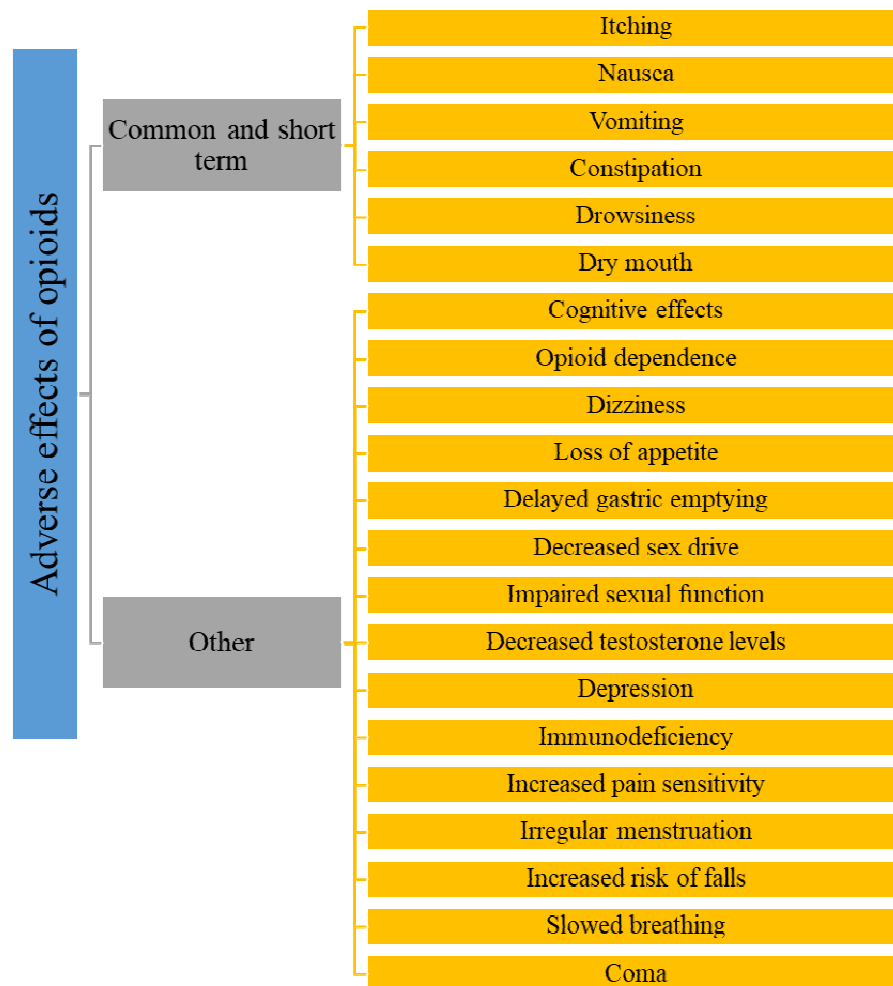 Adverse effects of opioids
Common and short
term
Itching
Nausea
Vomiting
Constipation
Drowsiness
Dry mouth
Other
Cognitive effects
Opioid dependence
Dizziness
Loss of appetite
Delayed gastric emptying
Decreased sex drive
Impaired sexual function
Decreased testosterone levels
Depression
Immunodeficiency
Increased pain sensitivity
Irregular menstruation
Increased risk of falls
Slowed breathing
Coma